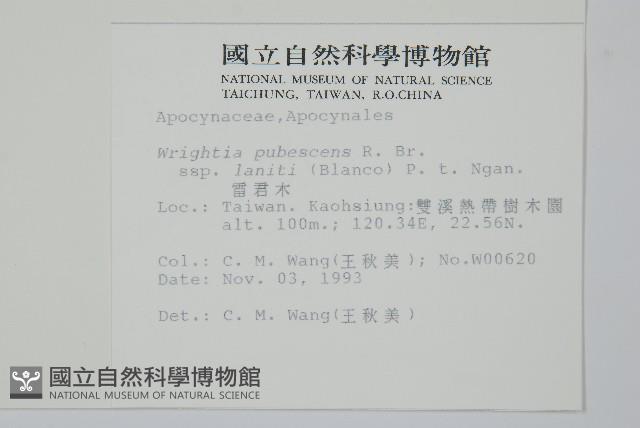 國立自然科學博物館
NATIONAL MUSEUM OF NATURAL SCIENCE
TAICHUNG, TAIWAN, R.O.CHINA
Apocynaceae,Apocynales
Wrightia pubescens R. Br.
ssp. laniti (Blanco) P. t. Ngan.
雷君木
Loc.: Taiwan. Kaohsiung:雙溪熱帶樹木園
alt. 100m.; 120.34E, 22.56N.
Col.: C. M. Wang(王秋美); No.W00620
Date: Nov. 03, 1993
Det.: C. M. Wang(王秋美)
國立自然科學博物館
NATIONAL MUSEUM OF NATURAL SCIENCE